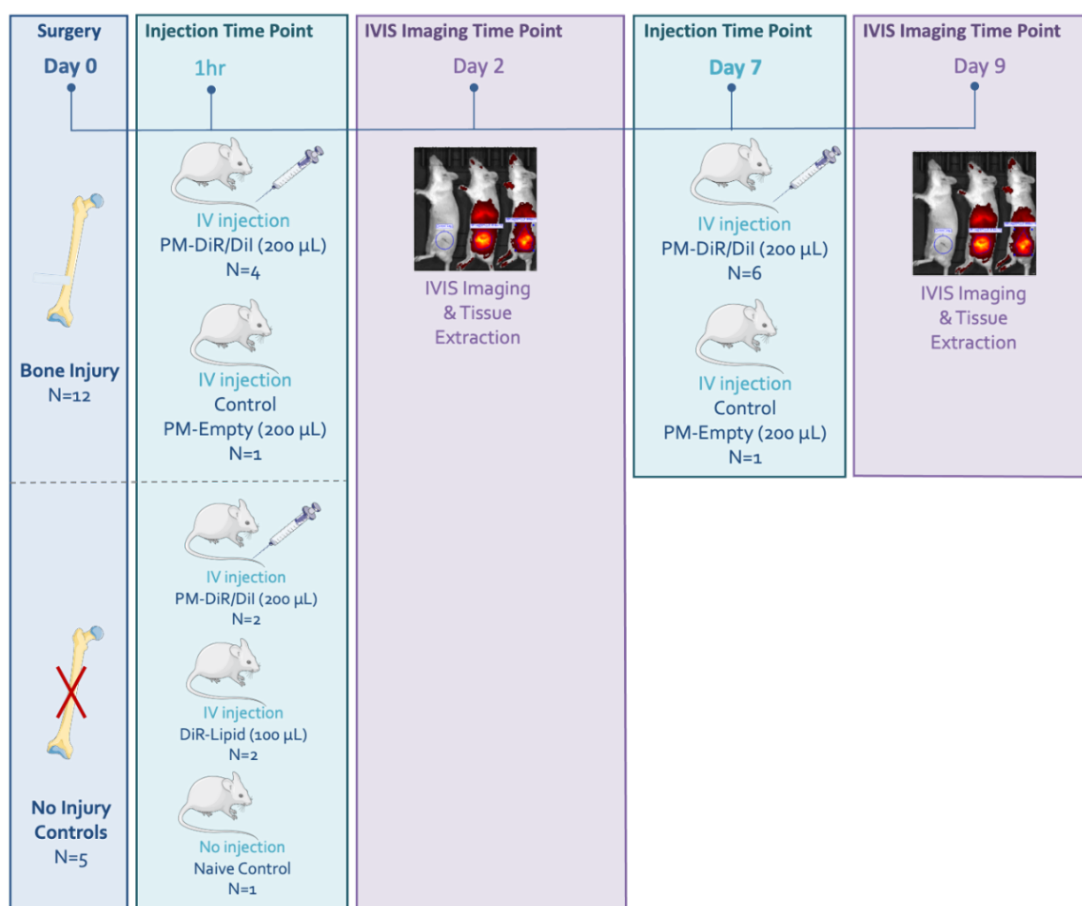 Surgery
Day 0
Injection Time Point
1hr
IVIS Imaging Time Point
Day 2
Injection Time Point
Day 7
IVIS Imaging Time Point
Day 9
Bone Injury
N=12
IV injection
PM-DiR/DiI (200 µL)
N=4
IV injection
Control
PM-Empty (200 µL)
N=1
IVIS Imaging
& Tissue
Extraction
IV injection
PM-DiR/DiI (200 µL)
N=6
IV injection
Control
PM-Empty (200 µL)
N=1
IVIS Imaging
& Tissue
Extraction
No Injury
Controls
N=5
IV injection
PM-DiR/DiI (200 µL)
N=2
IV injection
DiR-Lipid (100 µL)
N=2
No injection
Naive Control
N=1